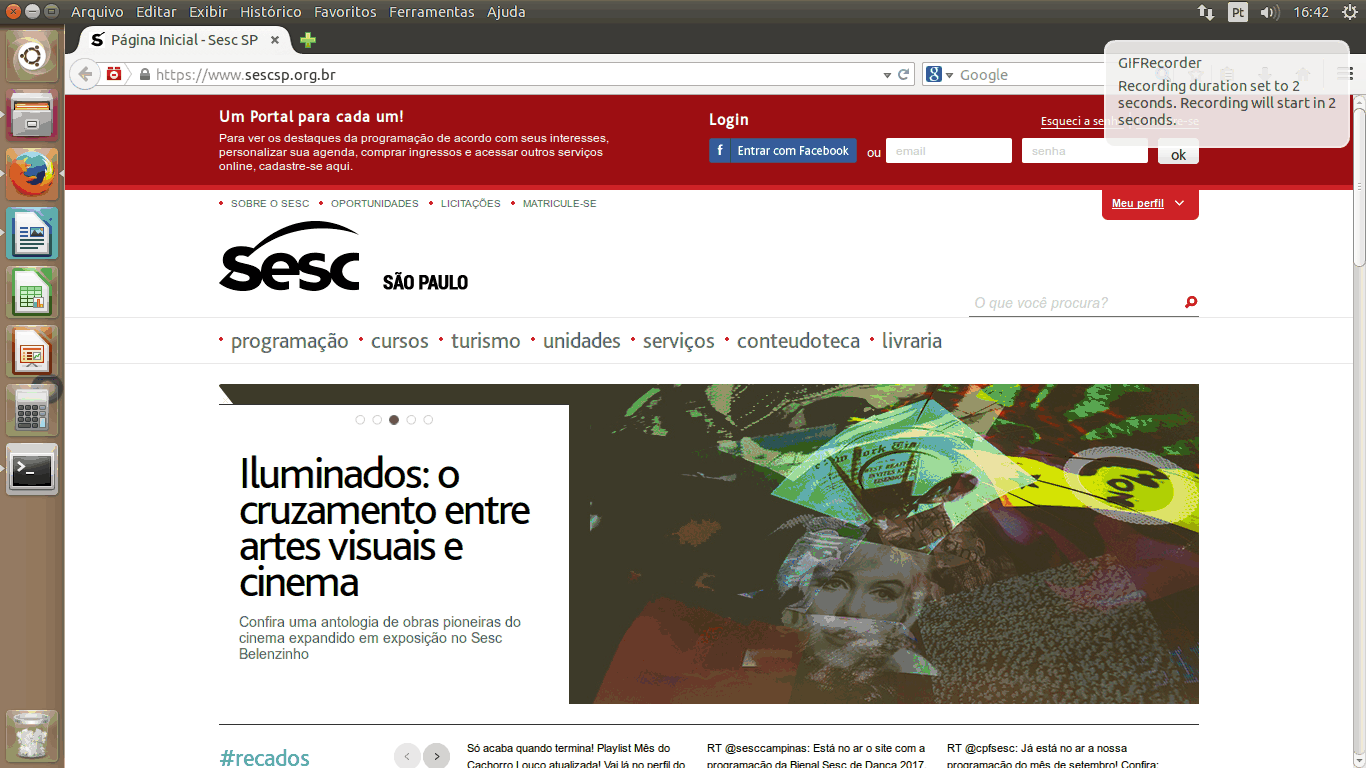 Arquivo Editar Exibir Histórico Favoritos Ferramentas Ajuda
Pt
16:42
Página Inicial - Sesc SP
https://www.sescsp.org.br
Google
GIFRecorder
Recording duration set to 2
seconds. Recording will start in 2
seconds.
Um Portal para cada um!
Para ver os destaques da programação de acordo com seus interesses,
personalizar sua agenda, comprar ingressos e acessar outros serviços
online, cadastre-se aqui.
Login
Esqueci a senha
Entrar com Facebook
ou
email
senha
ok
SOBRE O SESC
OPORTUNIDADES
LICITAÇÕES
MATRICULE-SE
Meu perfil
Sesc SÃO PAULO
O que você procura?
programação
cursos
turismo
unidades
serviços
conteudoteca
livraria
Iluminados: o
cruzamento entre
artes visuais e
cinema
Confira uma antologia de obras pioneiras do
cinema expandido em exposição no Sesc
Belenzinho
#recados
Só acaba quando termina! Playlist Mês do
Cachorro Louco atualizada! Vai lá no perfil do
RT @sesccampinas: Está no ar o site com a
programação da Bienal Sesc de Dança 2017.
RT @cpfsesc: Já está no ar a nossa
programação do mês de setembro! Confira: